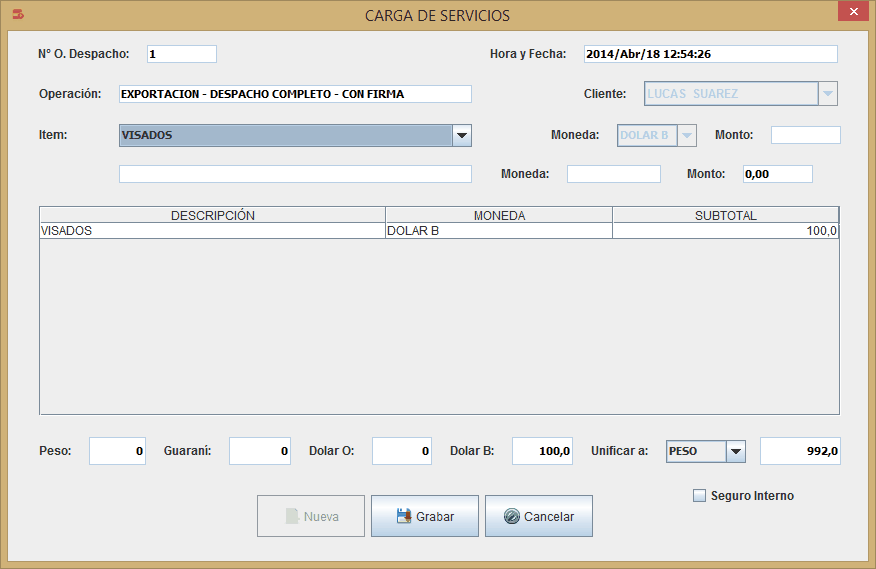 CARGA DE SERVICIOS
Nº O. Despacho: 1 Hora y Fecha: 2014/Abr/18 12:54:26
Operación: EXPORTACION - DESPACHO COMPLETO - CON FIRMA Cliente: LUCAS SUAREZ
Item: VISADOS Moneda: DOLAR B Monto:
Moneda: Monto: 0,00
DESCRIPCIÓN MONEDA SUBTOTAL
VISADOS DOLAR B 100,0
Peso: 0 Guaraní: 0 Dolar O: 0 Dolar B: 100,0 Unificar a: PESO 992,0
Seguro Interno
Nueva Grabar Cancelar